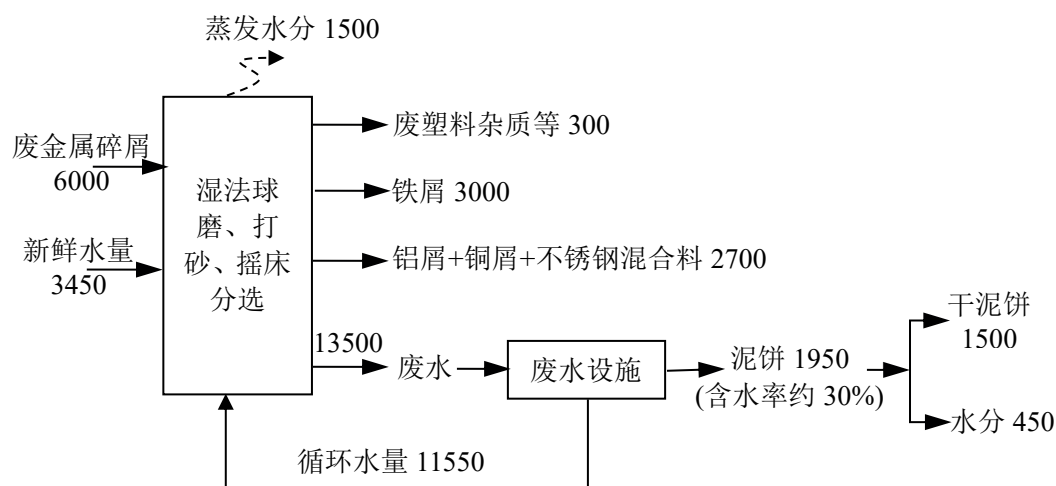 蒸发水分 1500
废塑料杂质等 300
废金属碎屑
6000
湿法球
磨、打
砂、摇床
分选
铁屑 3000
新鲜水量
3450
铝屑+铜屑+不锈钢混合料 2700
13500
废水
废水设施
泥饼 1950
(含水率约 30%)
干泥饼
1500
水分 450
循环水量 11550